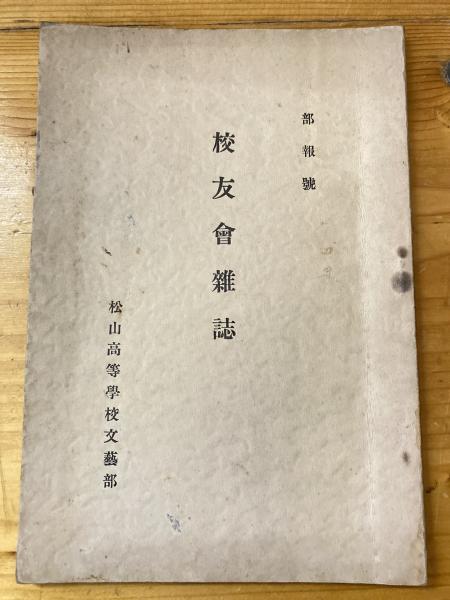 部報號
校友會雜誌
松山高等學校文藝部